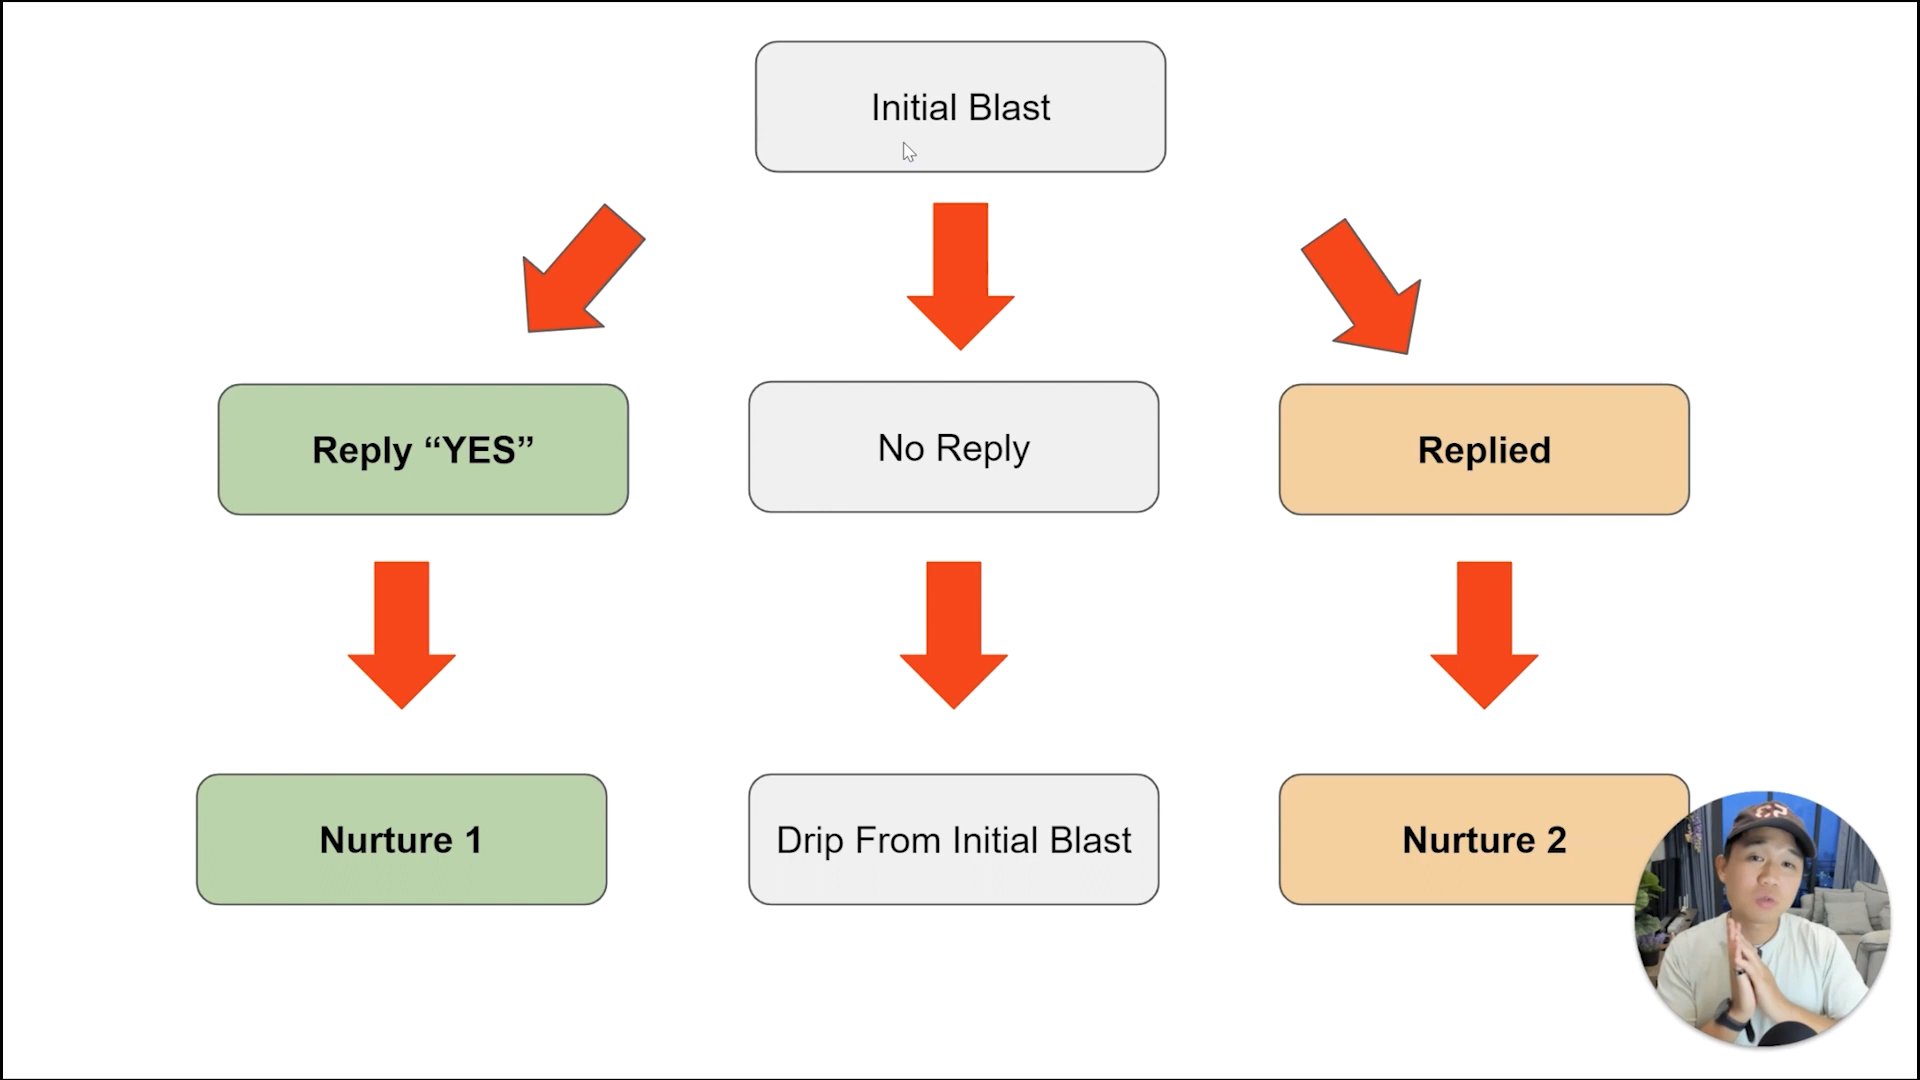 Initial Blast
Reply “YES”
No Reply
Replied
Nurture 1
Drip From Initial Blast
Nurture 2